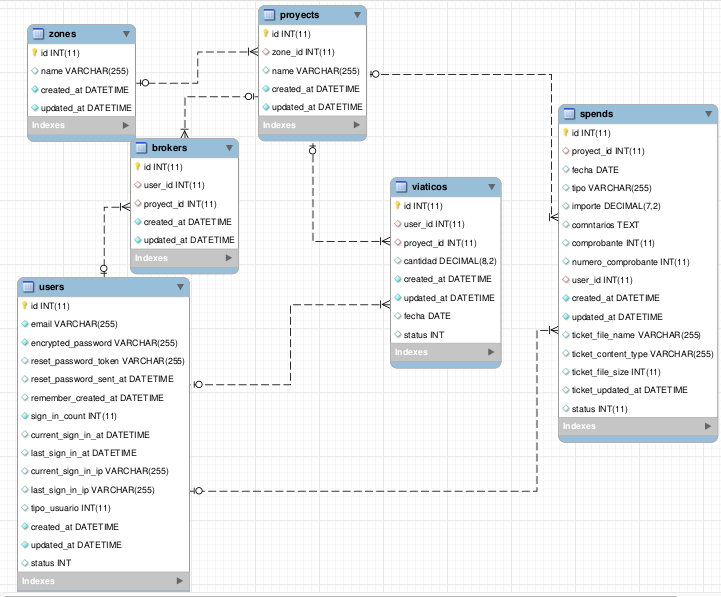 zones
id INT(11)
name VARCHAR(255)
created_at DATETIME
updated_at DATETIME
Indexes
proyects
id INT(11)
zone_id INT(11)
name VARCHAR(255)
created_at DATETIME
updated_at DATETIME
Indexes
brokers
id INT(11)
user_id INT(11)
proyect_id INT(11)
created_at DATETIME
updated_at DATETIME
Indexes
viaticos
id INT(11)
user_id INT(11)
proyect_id INT(11)
cantidad DECIMAL(8,2)
created_at DATETIME
updated_at DATETIME
fecha DATE
status INT
Indexes
spends
id INT(11)
proyect_id INT(11)
fecha DATE
tipo VARCHAR(255)
importe DECIMAL(7,2)
comntarios TEXT
comprobante INT(11)
numero_comprobante INT(11)
user_id INT(11)
created_at DATETIME
updated_at DATETIME
ticket_file_name VARCHAR(255)
ticket_content_type VARCHAR(255)
ticket_file_size INT(11)
ticket_updated_at DATETIME
status INT(11)
Indexes
users
id INT(11)
email VARCHAR(255)
encrypted_password VARCHAR(255)
reset_password_token VARCHAR(255)
reset_password_sent_at DATETIME
remember_created_at DATETIME
sign_in_count INT(11)
current_sign_in_at DATETIME
last_sign_in_at DATETIME
current_sign_in_ip VARCHAR(255)
last_sign_in_ip VARCHAR(255)
tipo_usuario INT(11)
created_at DATETIME
updated_at DATETIME
status INT
Indexes